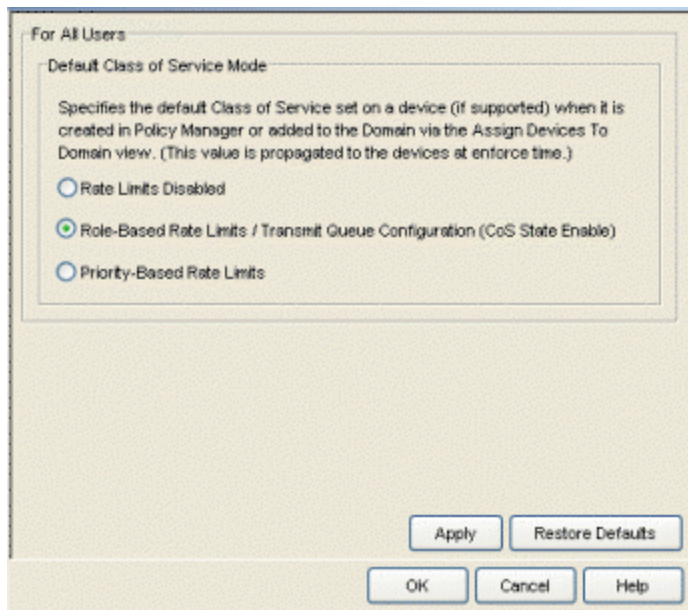 For All Users
Default Class of Service Mode
Specifies the default Class of Service set on a device (if supported) when it is
created in Policy Manager or added to the Domain via the Assign Devices To
Domain view. (This value is propagated to the devices at enforce time.)
Rate Limits Disabled
Role-Based Rate Limits / Transmit Queue Configuration (CoS State Enable)
Priority-Based Rate Limits
Apply
Restore Defaults
OK
Cancel
Help